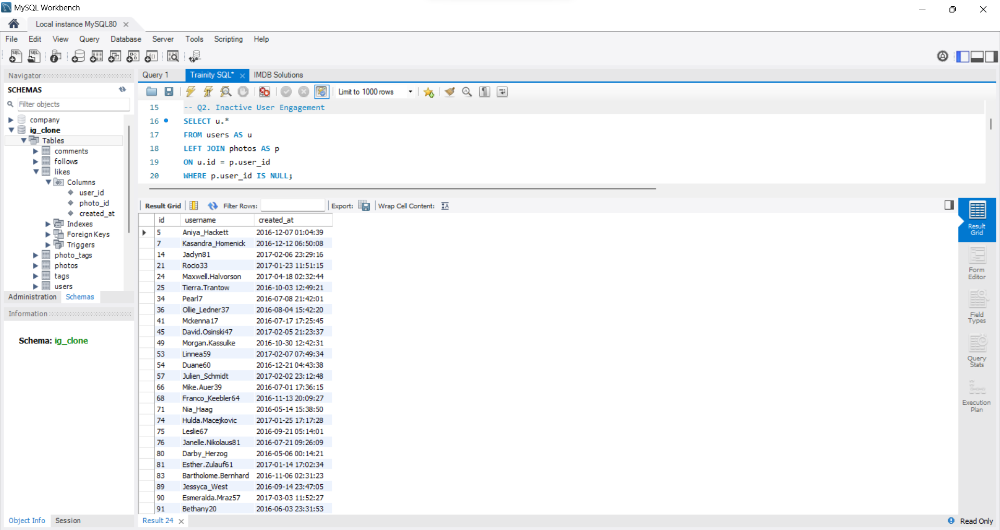 MySQL Workbench
Local instance MySQL80
File Edit View Query Database Server Tools Scripting Help
Navigator
SCHEMAS
Filter objects
company
ig_clone
Tables
comments
follows
likes
Columns
user_id
photo_id
created_at
Indexes
Foreign Keys
Triggers
photo_tags
photos
tags
users
Administration Schemas
Information
Schema: ig_clone
Object Info Session
Query 1 Trainity SQL* IMDB Solutions
Limit to 1000 rows
15 -- Q2. Inactive User Engagement
16 SELECT u.*
17 FROM users AS u
18 LEFT JOIN photos AS p
19 ON u.id = p.user_id
20 WHERE p.user_id IS NULL;
Result Grid Filter Rows: Export: Wrap Cell Content:
id username created_at
5 Aniya_Hackett 2016-12-07 01:04:39
7 Kasandra_Homenick 2016-12-12 06:50:08
14 Jaclyn81 2017-02-06 23:29:16
21 Rocio33 2017-01-23 11:51:15
24 Maxwell.Halvorson 2017-04-18 02:32:44
25 Tierra.Trantow 2016-10-03 12:49:21
34 Pearl7 2016-07-08 21:42:01
36 Ollie_Ledner37 2016-08-04 15:42:20
41 Mckenna17 2016-07-17 17:25:45
45 David.Osinski47 2017-02-05 21:23:37
49 Morgan.Kassulke 2016-10-30 12:42:31
53 Linnea59 2017-02-07 07:49:34
54 Duane60 2016-12-21 04:43:38
57 Julien_Schmidt 2017-02-02 23:12:48
66 Mike.Auer39 2016-07-01 17:36:15
68 Franco_Keebler64 2016-11-13 20:09:27
71 Nia_Haag 2016-05-14 15:38:50
74 Hulda.Macejkovic 2017-01-25 17:17:28
75 Leslie67 2016-09-21 05:14:01
76 Janelle.Nikolaus81 2016-07-21 09:26:09
80 Darby_Herzog 2016-05-06 00:14:21
81 Esther.Zulauf61 2017-01-14 17:02:34
83 Bartholome.Bernhard 2016-11-06 02:31:23
89 Jessyca_West 2016-09-14 23:47:05
90 Esmeralda.Mraz57 2017-03-03 11:52:27
91 Bethany20 2016-06-03 23:31:53
Result 24
Result
Grid
Form
Editor
Field
Types
Query
Stats
Execution
Plan
Read Only